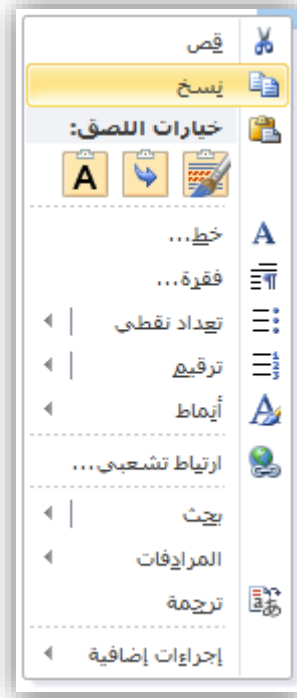 قص
نسخ
خيارات اللصق:
خط...
فقرة...
تعداد نقطي
ترقيم
أنماط
ارتباط تشعبي...
بحث
المرادفات
ترجمة
إجراءات إضافية